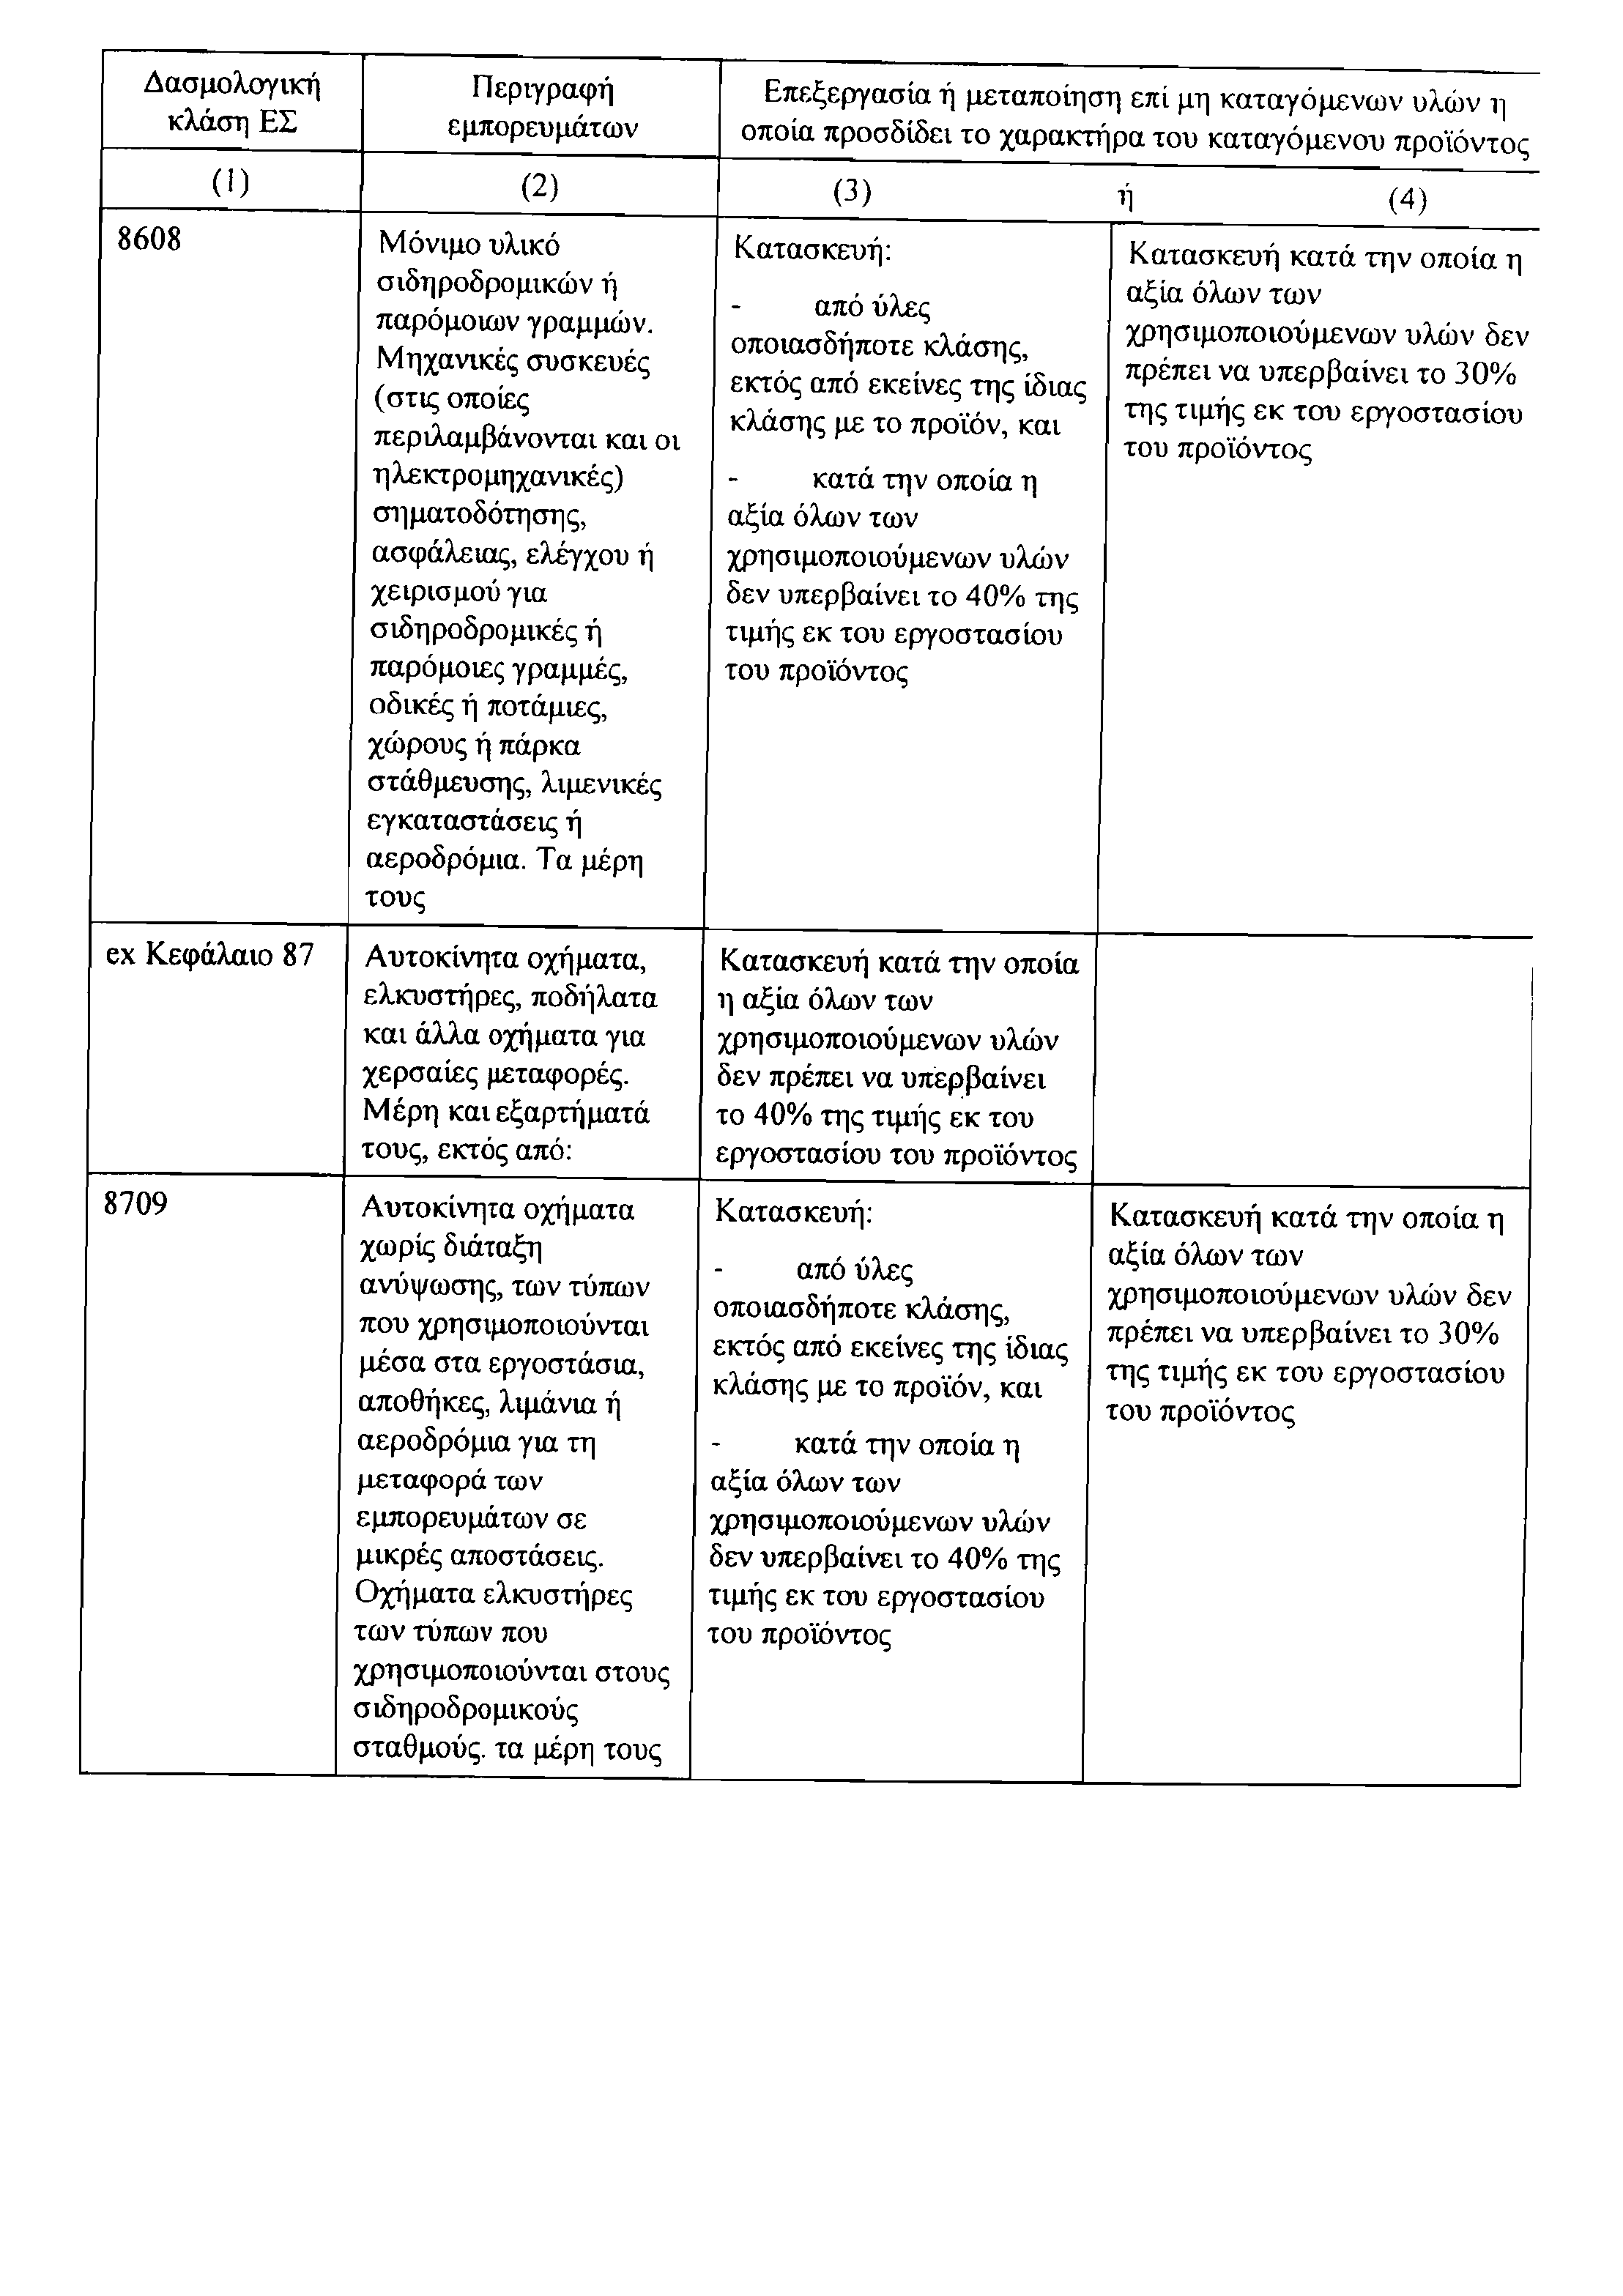 Δασμολογική
κλάση ΕΣ
Περιγραφή
εμπορευμάτων
Επεξεργασία ή μεταποίηση επί μη καταγόμενων υλών η
οποία προσδίδει το χαρακτήρα του καταγόμενου προϊόντος
(1)
(2)
(3) ή (4)
8608
Μόνιμο υλικό
σιδηροδρομικών ή
παρόμοιων γραμμών.
Μηχανικές συσκευές
(στις οποίες
περιλαμβάνονται και οι
ηλεκτρομηχανικές)
σηματοδότησης,
ασφάλειας, ελέγχου ή
χειρισμού για
σιδηροδρομικές ή
παρόμοιες γραμμές,
οδικές ή ποτάμιες,
χώρους ή πάρκα
στάθμευσης, λιμενικές
εγκαταστάσεις ή
αεροδρόμια. Τα μέρη
τους
Κατασκευή:
- από ύλες
οποιασδήποτε κλάσης,
εκτός από εκείνες της ίδιας
κλάσης με το προϊόν, και
- κατά την οποία η
αξία όλων των
χρησιμοποιούμενων υλών
δεν υπερβαίνει το 40% της
τιμής εκ του εργοστασίου
του προϊόντος
Κατασκευή κατά την οποία η
αξία όλων των
χρησιμοποιούμενων υλών δεν
πρέπει να υπερβαίνει το 30%
της τιμής εκ του εργοστασίου
του προϊόντος
ex Κεφάλαιο 87
Αυτοκίνητα οχήματα,
ελκυστήρες, ποδήλατα
και άλλα οχήματα για
χερσαίες μεταφορές.
Μέρη και εξαρτήματά
τους, εκτός από:
Κατασκευή κατά την οποία
η αξία όλων των
χρησιμοποιούμενων υλών
δεν πρέπει να υπερβαίνει
το 40% της τιμής εκ του
εργοστασίου του προϊόντος
8709
Αυτοκίνητα οχήματα
χωρίς διάταξη
ανύψωσης, των τύπων
που χρησιμοποιούνται
μέσα στα εργοστάσια,
αποθήκες, λιμάνια ή
αεροδρόμια για τη
μεταφορά των
εμπορευμάτων σε
μικρές αποστάσεις.
Οχήματα ελκυστήρες
των τύπων που
χρησιμοποιούνται στους
σιδηροδρομικούς
σταθμούς. τα μέρη τους
Κατασκευή:
- από ύλες
οποιασδήποτε κλάσης,
εκτός από εκείνες της ίδιας
κλάσης με το προϊόν, και
- κατά την οποία η
αξία όλων των
χρησιμοποιούμενων υλών
δεν υπερβαίνει το 40% της
τιμής εκ του εργοστασίου
του προϊόντος
Κατασκευή κατά την οποία η
αξία όλων των
χρησιμοποιούμενων υλών δεν
πρέπει να υπερβαίνει το 30%
της τιμής εκ του εργοστασίου
του προϊόντος